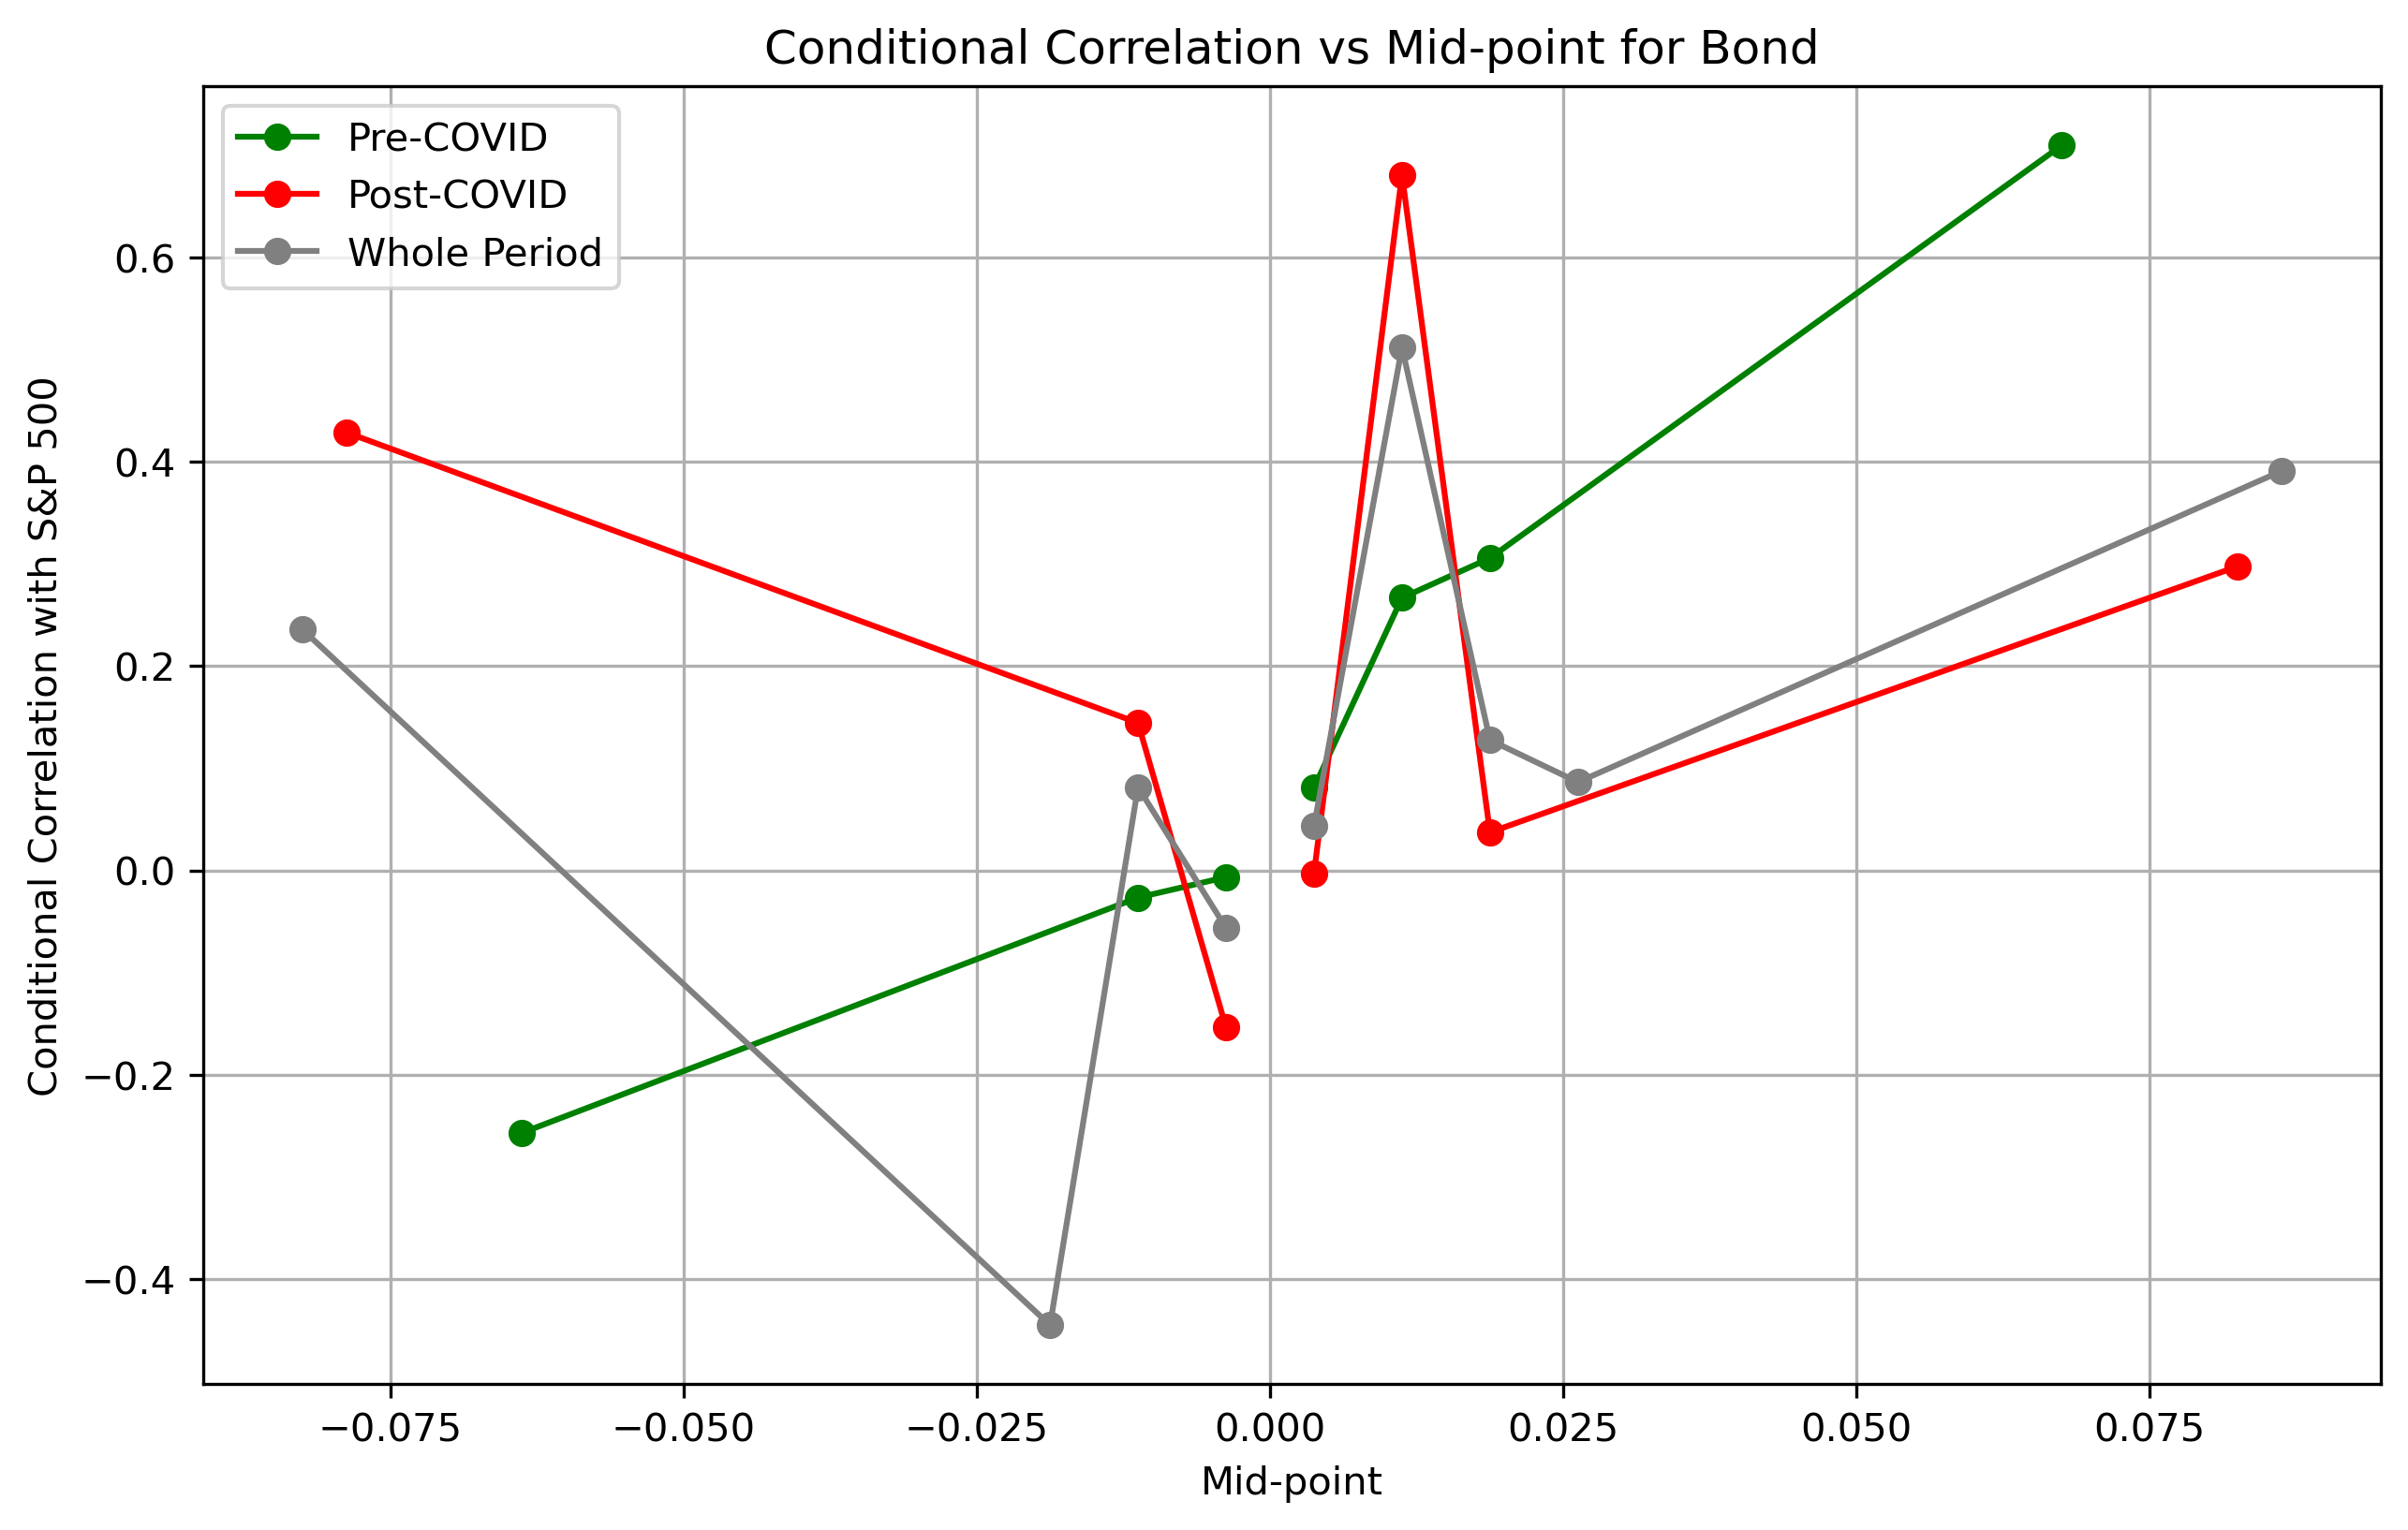 Conditional Correlation vs Mid-point for Bond
Pre-COVID
Post-COVID
Whole Period
Conditional Correlation with S&P 500
0.6
0.4
0.2
0.0
−0.2
−0.4
−0.075
−0.050
−0.025
0.000
0.025
0.050
0.075
Mid-point